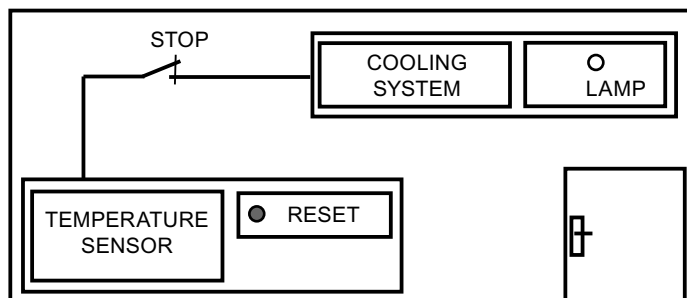 STOP
COOLING
SYSTEM
LAMP
TEMPERATURE
SENSOR
RESET